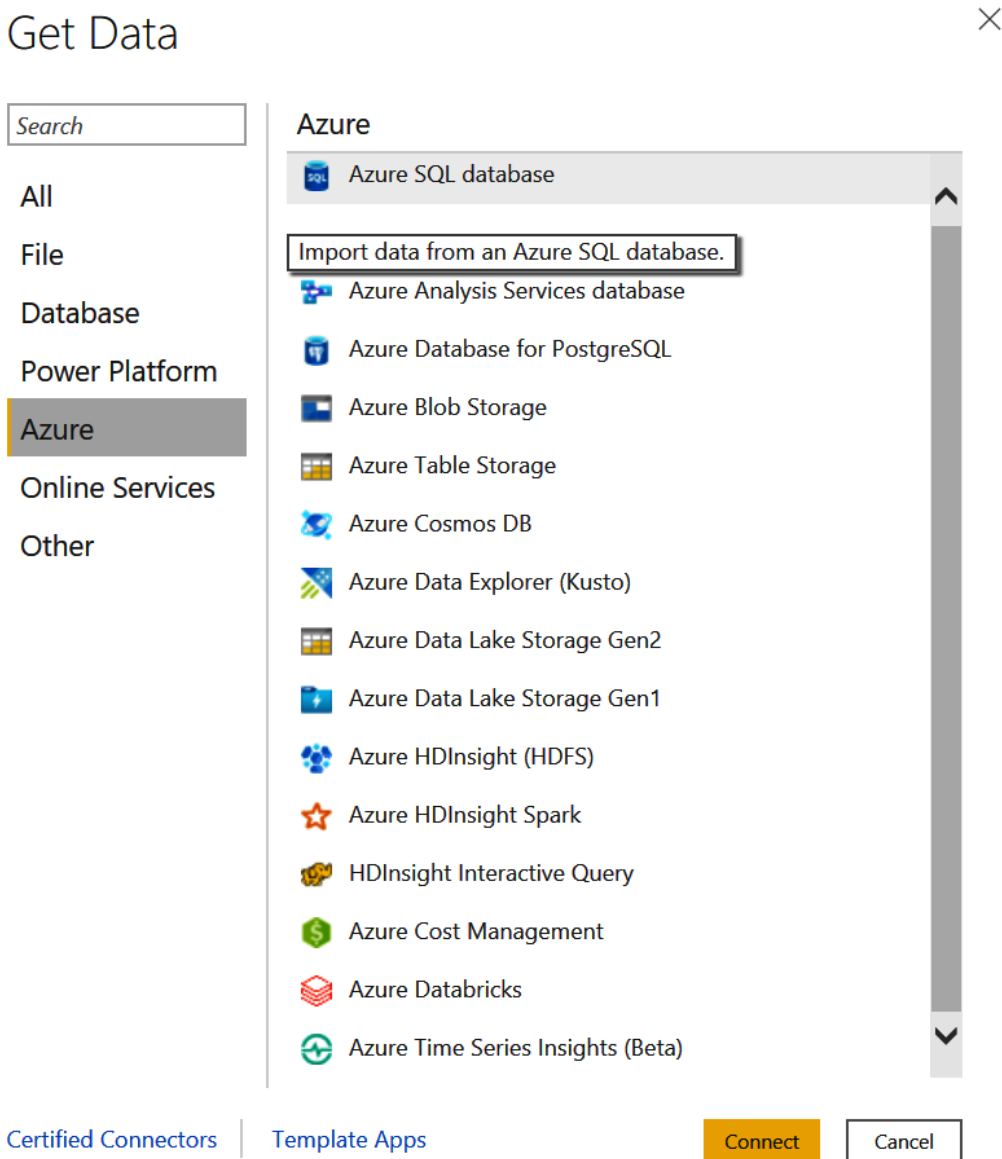 Get Data
Search
All
File
Database
Power Platform
Azure
Online Services
Other
Azure
SQL
Azure SQL database
Import data from an Azure SQL database.
Azure Analysis Services database
Azure Database for PostgreSQL
Azure Blob Storage
Azure Table Storage
Azure Cosmos DB
Azure Data Explorer (Kusto)
Azure Data Lake Storage Gen2
Azure Data Lake Storage Gen1
Azure HDInsight (HDFS)
Azure HDInsight Spark
HDInsight Interactive Query
$
Azure Cost Management
Azure Databricks
Azure Time Series Insights (Beta)
Certified Connectors
Template Apps
Connect
Cancel